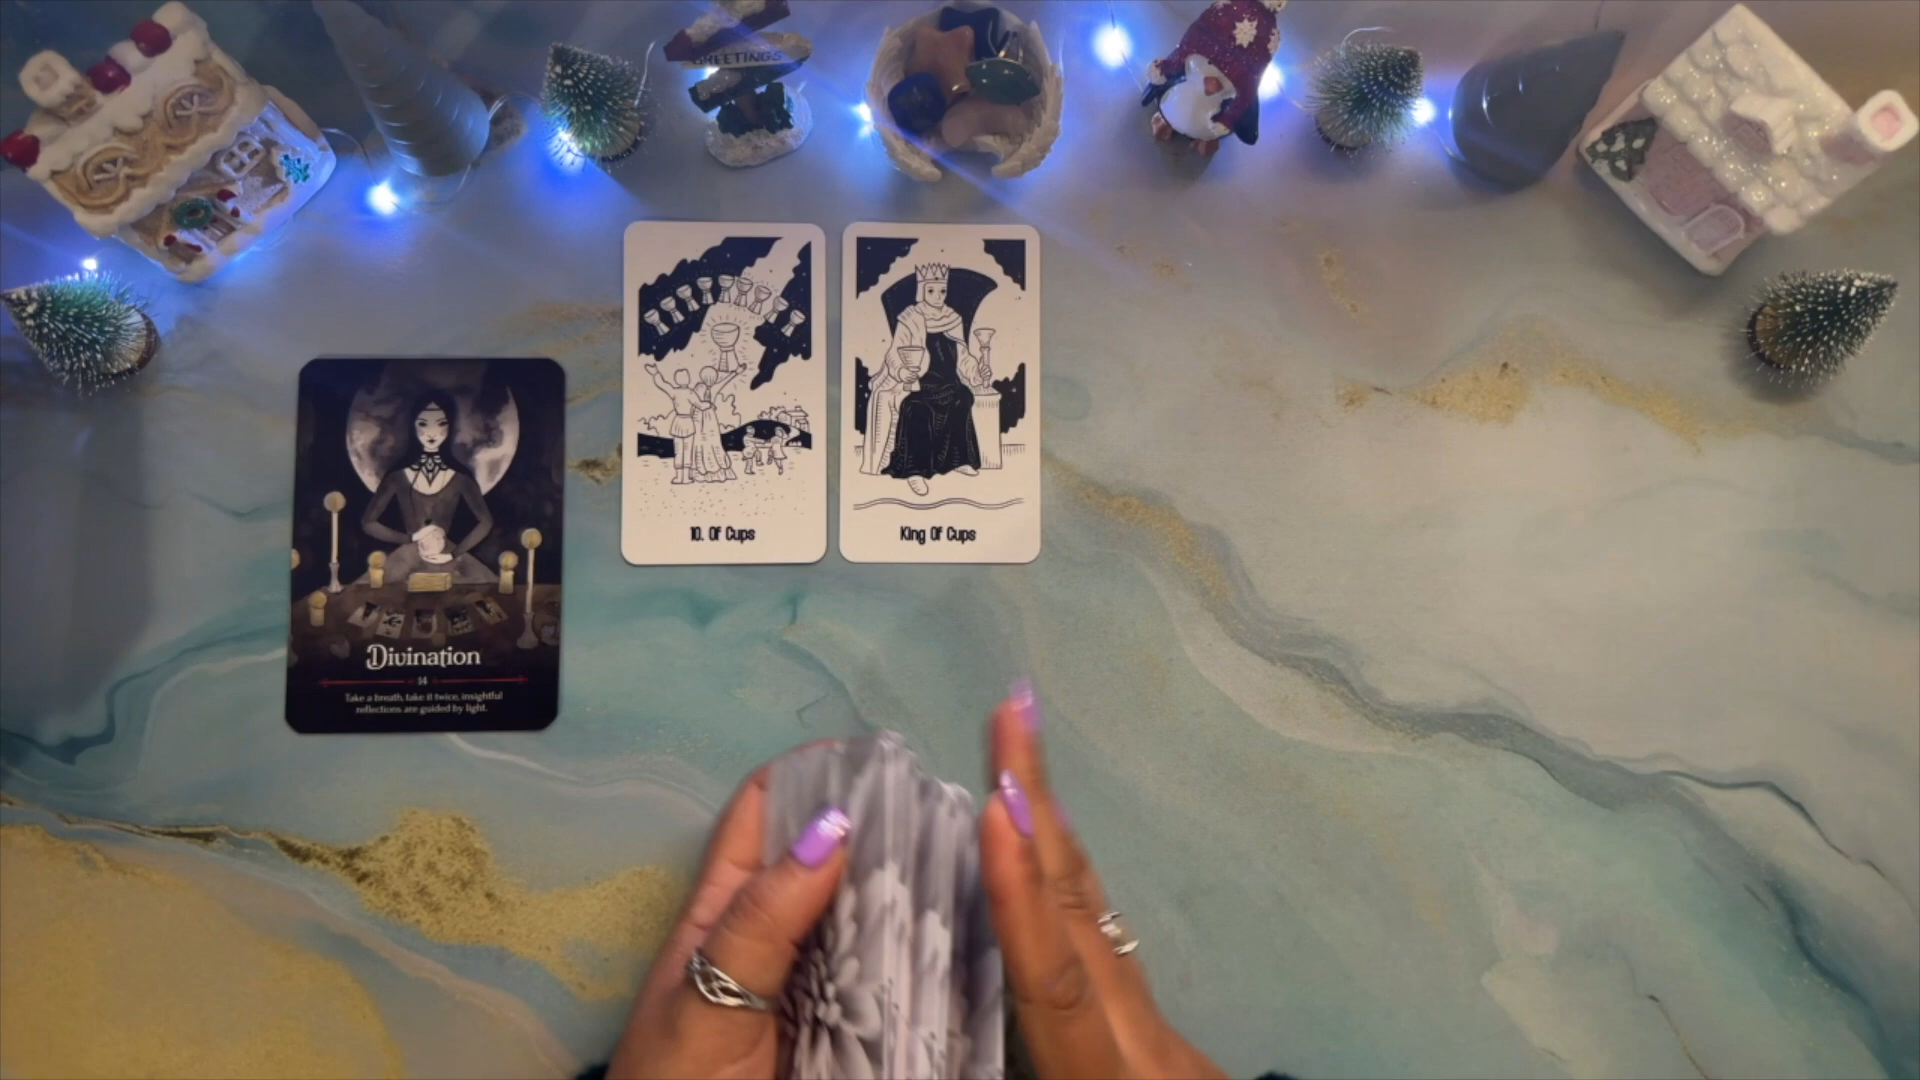 GREETINGS
10. Of Cups
King Of Cups
Divination
14
Take a breath, take it twice, insightful
reflections are guided by light.